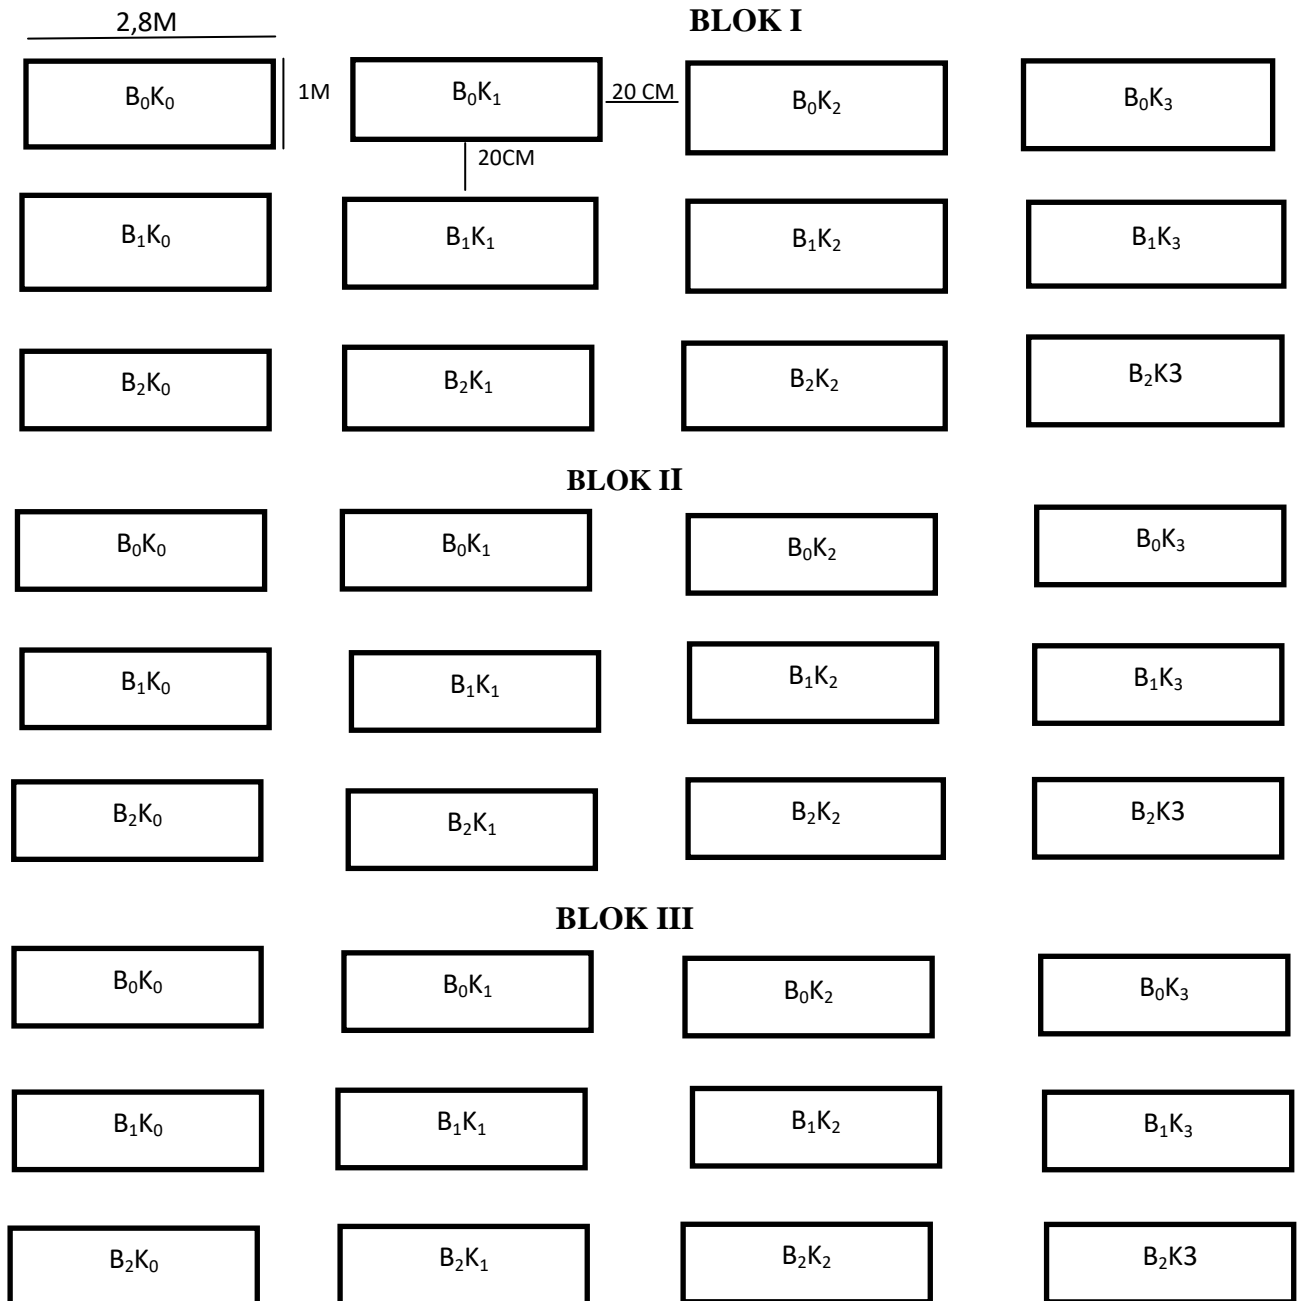 2,8M BLOK I
B₀K₀ 1M B₀K₁ 20 CM B₀K₂ B₀K₃
20CM
B₁K₀ B₁K₁ B₁K₂ B₁K₃
B₂K₀ B₂K₁ B₂K₂ B₂K3
BLOK II
B₀K₀ B₀K₁ B₀K₂ B₀K₃
B₁K₀ B₁K₁ B₁K₂ B₁K₃
B₂K₀ B₂K₁ B₂K₂ B₂K3
BLOK III
B₀K₀ B₀K₁ B₀K₂ B₀K₃
B₁K₀ B₁K₁ B₁K₂ B₁K₃
B₂K₀ B₂K₁ B₂K₂ B₂K3